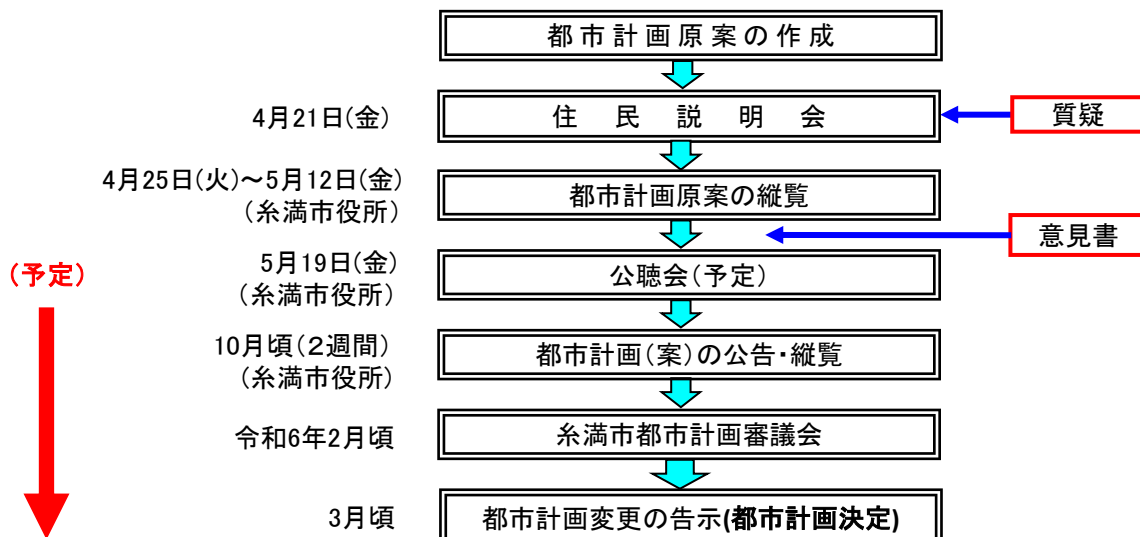 都市計画原案の作成
4月21日(金)
住民説明会
質疑
4月25日(火)～5月12日(金)
(糸満市役所)
都市計画原案の縦覧
意見書
(予定)
5月19日(金)
(糸満市役所)
公聴会(予定)
10月頃(2週間)
(糸満市役所)
都市計画(案)の公告・縦覧
令和6年2月頃
糸満市都市計画審議会
3月頃
都市計画変更の告示(都市計画決定)